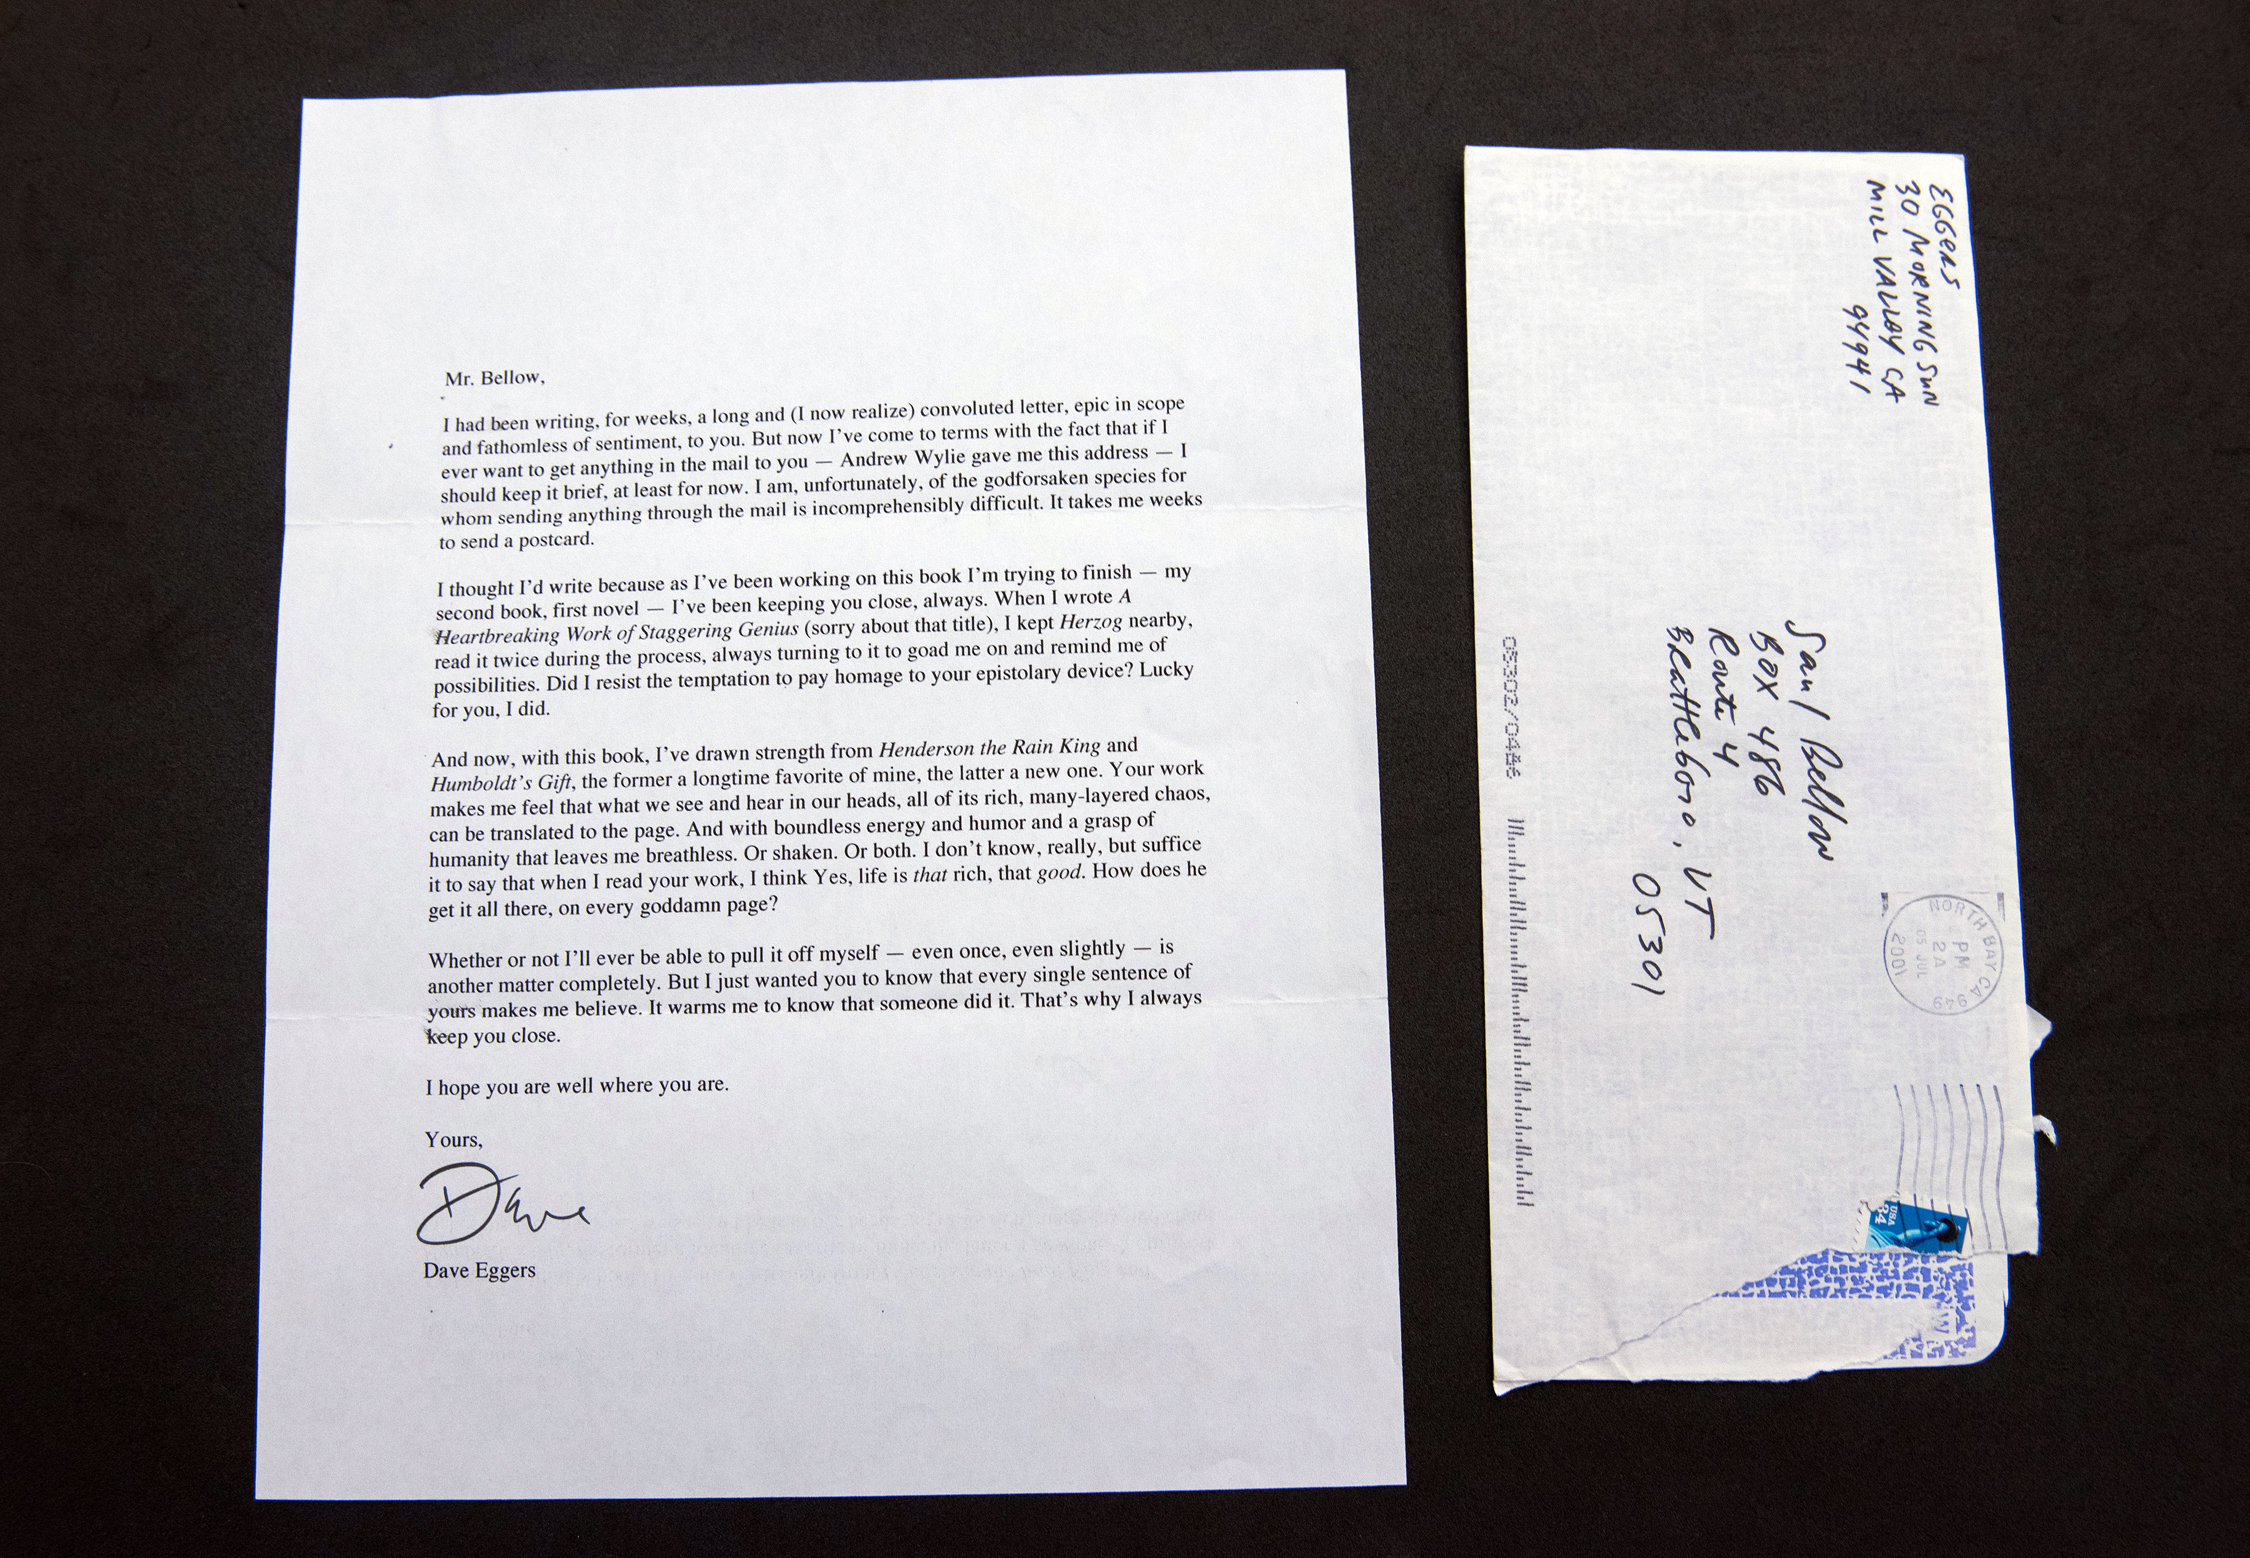 Mr. Bellow,
I had been writing, for weeks, a long and (I now realize) convoluted letter, epic in scope
and fathomless of sentiment, to you. But now I’ve come to terms with the fact that if I
ever want to get anything in the mail to you — Andrew Wylie gave me this address — I
should keep it brief, at least for now. I am, unfortunately, of the godforsaken species for
whom sending anything through the mail is incomprehensibly difficult. It takes me weeks
to send a postcard.
I thought I’d write because as I’ve been working on this book I’m trying to finish — my
second book, first novel — I’ve been keeping you close, always. When I wrote A
Heartbreaking Work of Staggering Genius (sorry about that title), I kept Herzog nearby,
read it twice during the process, always turning to it to goad me on and remind me of
possibilities. Did I resist the temptation to pay homage to your epistolary device? Lucky
for you, I did.
And now, with this book, I’ve drawn strength from Henderson the Rain King and
Humboldt’s Gift, the former a longtime favorite of mine, the latter a new one. Your work
makes me feel that what we see and hear in our heads, all of its rich, many-layered chaos,
can be translated to the page. And with boundless energy and humor and a grasp of
humanity that leaves me breathless. Or shaken. Or both. I don’t know, really, but suffice
it to say that when I read your work, I think Yes, life is that rich, that good. How does he
get it all there, on every goddamn page?
Whether or not I’ll ever be able to pull it off myself — even once, even slightly — is
another matter completely. But I just wanted you to know that every single sentence of
yours makes me believe. It warms me to know that someone did it. That’s why I always
keep you close.
I hope you are well where you are.
Yours,
Dave
Dave Eggers
EGGERS
30 MORNING SUN
MILL VALLEY CA
94941
Saul Bellow
BOX 486
Route 4
Brattleboro, VT
05301
NORTH BAY CA 949
PM
2A
05 JUL
2001
USA
34
05302/0486